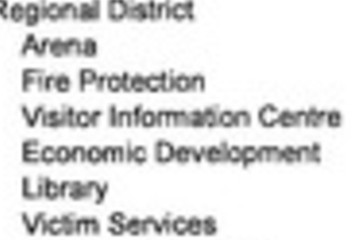 Regional District
Arena
Fire Protection
Visitor Information Centre
Economic Development
Library
Victim Services